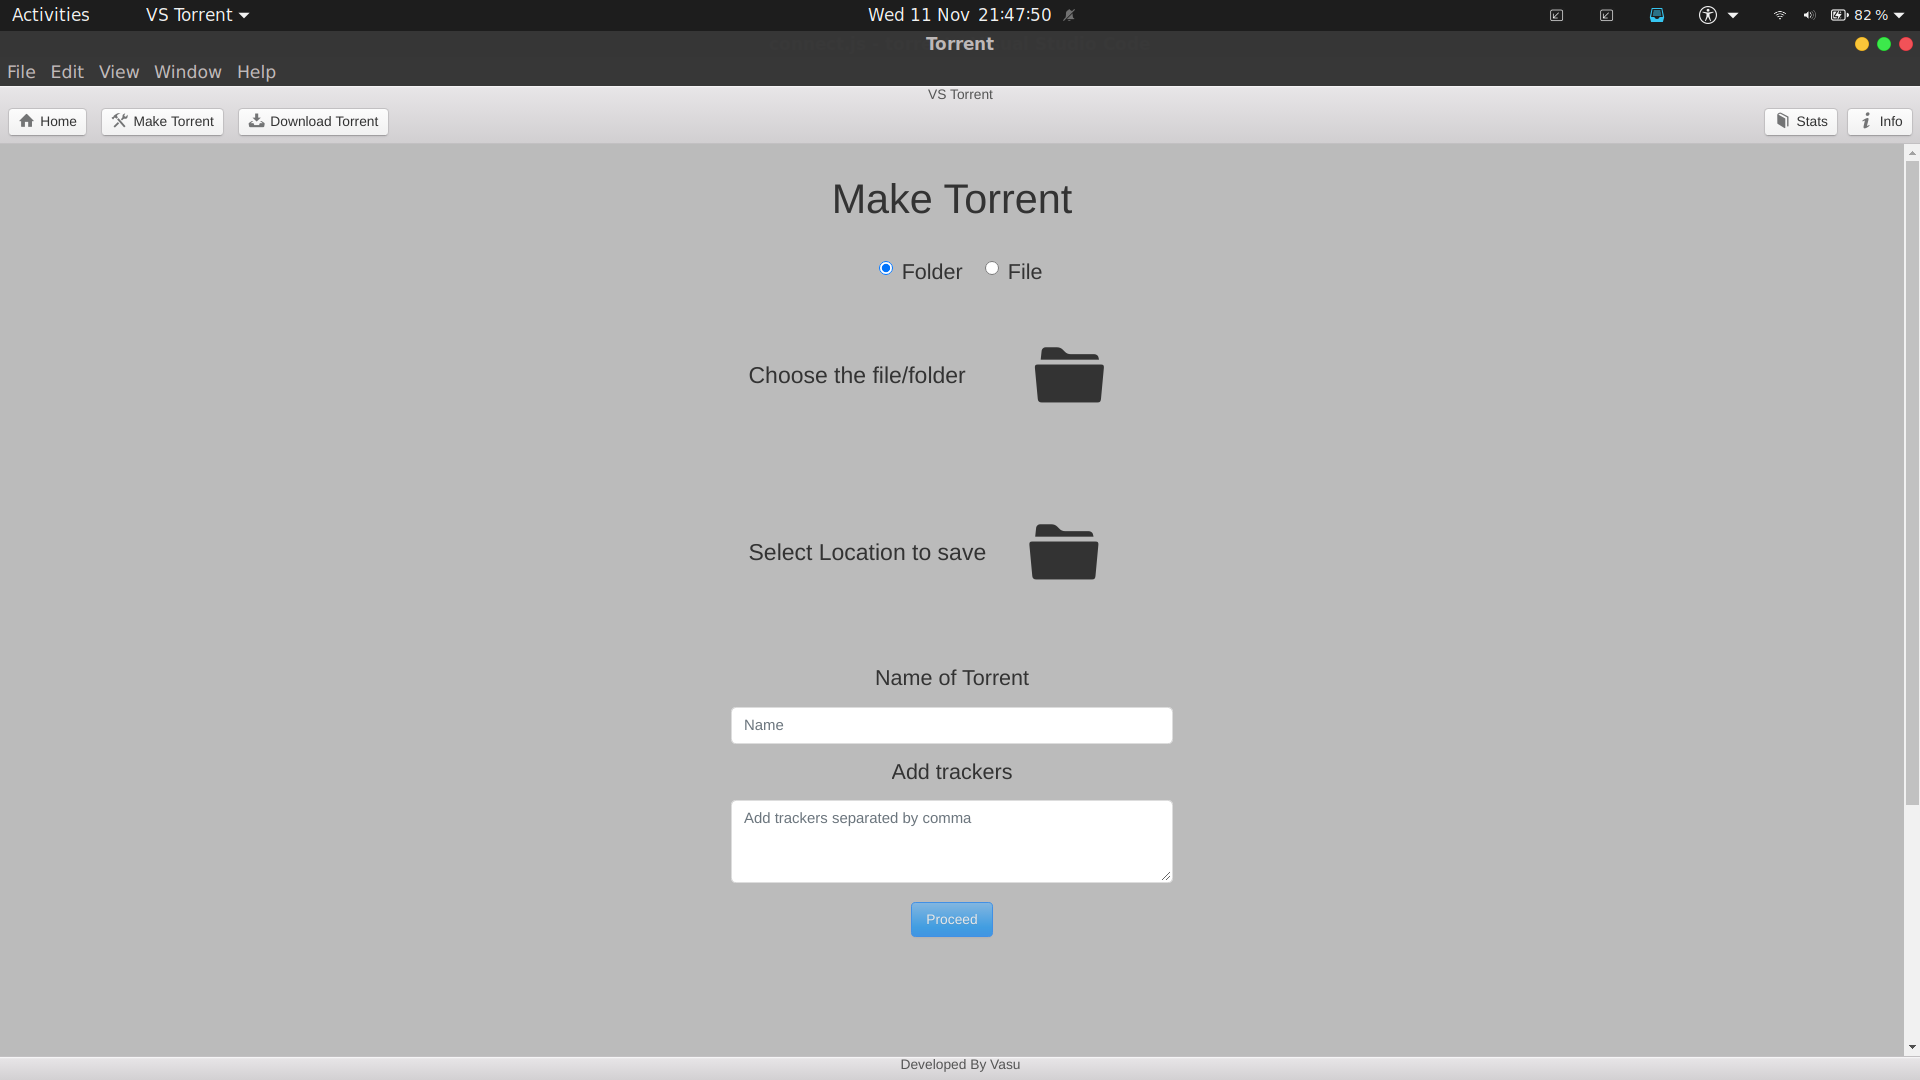 Activities VS Torrent Wed 11 Nov 21:47:50 82 %
Torrent
File Edit View Window Help
VS Torrent
Home Make Torrent Download Torrent Stats Info
Make Torrent
Folder File
Choose the file/folder
Select Location to save
Name of Torrent
Name
Add trackers
Add trackers separated by comma
Proceed
Developed By Vasu